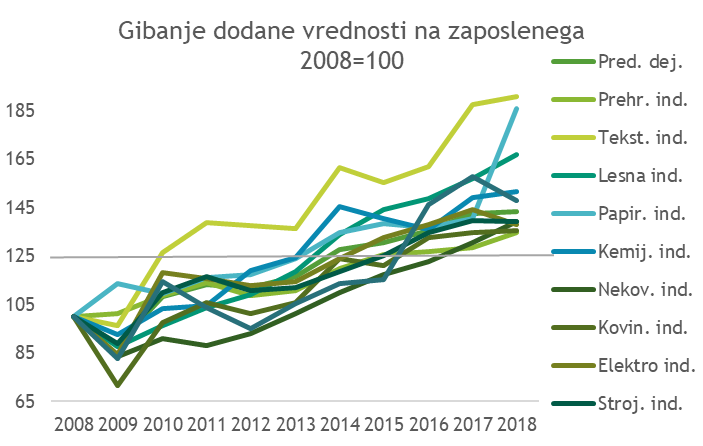 Gibanje dodane vrednosti na zaposlenega
2008=100
185
165
145
125
105
85
65
2008 2009 2010 2011 2012 2013 2014 2015 2016 2017 2018
Pred. dej.
Prehr. ind.
Tekst. ind.
Lesna ind.
Papir. ind.
Kemij. ind.
Nekov. ind.
Kovin. ind.
Elektro ind.
Stroj. ind.